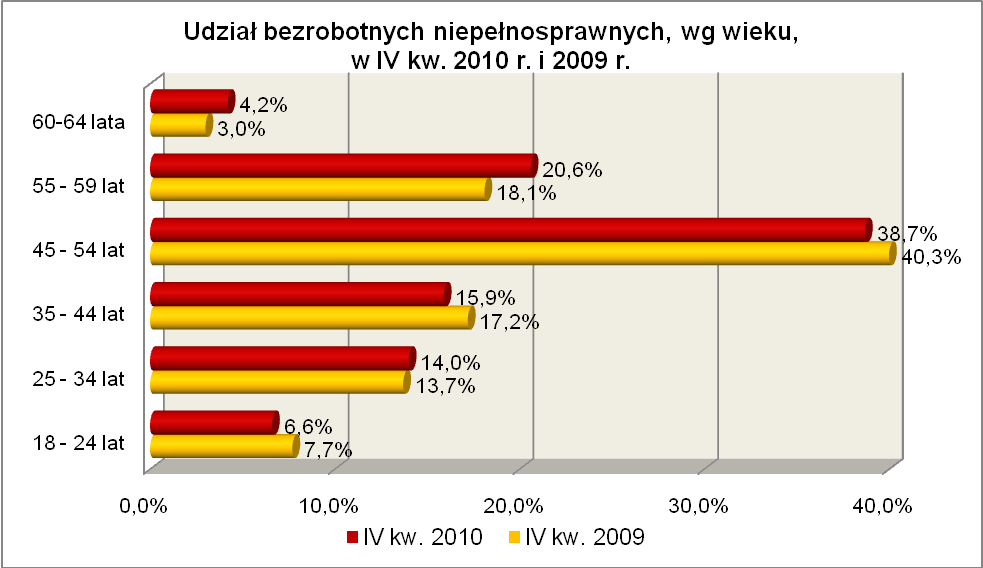 Udział bezrobotnych niepełnosprawnych, wg wieku,
w IV kw. 2010 r. i 2009 r.
60-64 lata
4,2%
3,0%
55 - 59 lat
20,6%
18,1%
45 - 54 lat
38,7%
40,3%
35 - 44 lat
15,9%
17,2%
25 - 34 lat
14,0%
13,7%
18 - 24 lat
6,6%
7,7%
0,0% 10,0% 20,0% 30,0% 40,0%
IV kw. 2010 IV kw. 2009